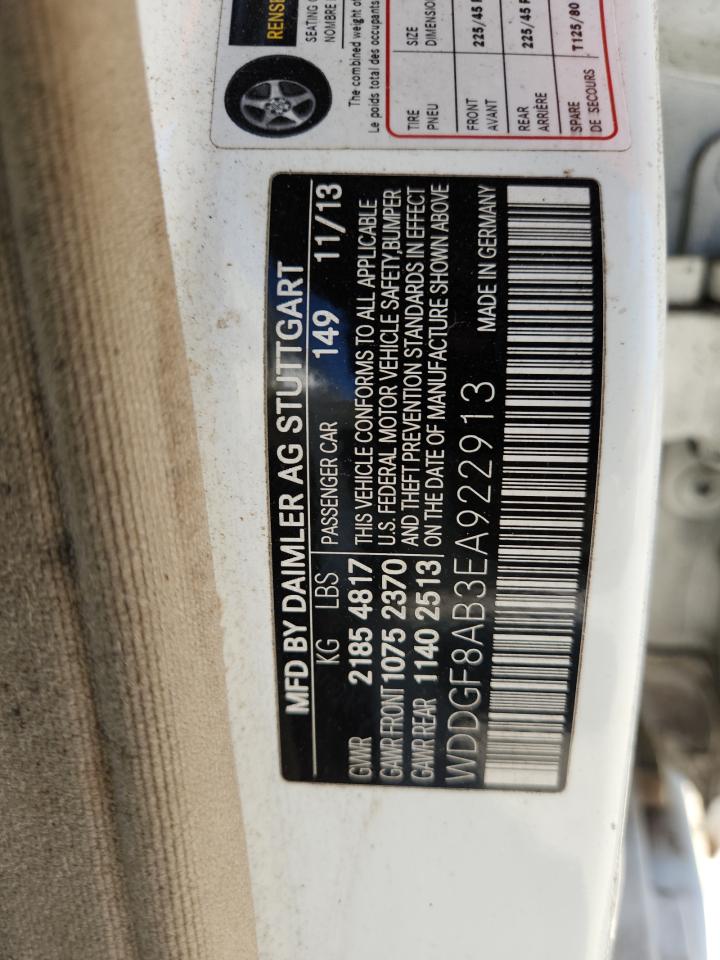 MFD BY DAIMLER AG STUTTGART
KG LBS PASSENGER CAR 149 11/13
GVWR 2185 4817 THIS VEHICLE CONFORMS TO ALL APPLICABLE
GAWR FRONT 1075 2370 U.S. FEDERAL MOTOR VEHICLE SAFETY, BUMPER
GAWR REAR 1140 2513 AND THEFT PREVENTION STANDARDS IN EFFECT
ON THE DATE OF MANUFACTURE SHOWN ABOVE
WDDGF8AB3EA922913 MADE IN GERMANY
SEATING
NOMBRE
The combined weight of
Le poids total des occupants
TIRE SIZE
PNEU DIMENSION
FRONT 225/45
AVANT
REAR 225/45
ARRIÈRE
SPARE T125/80
DE SECOURS